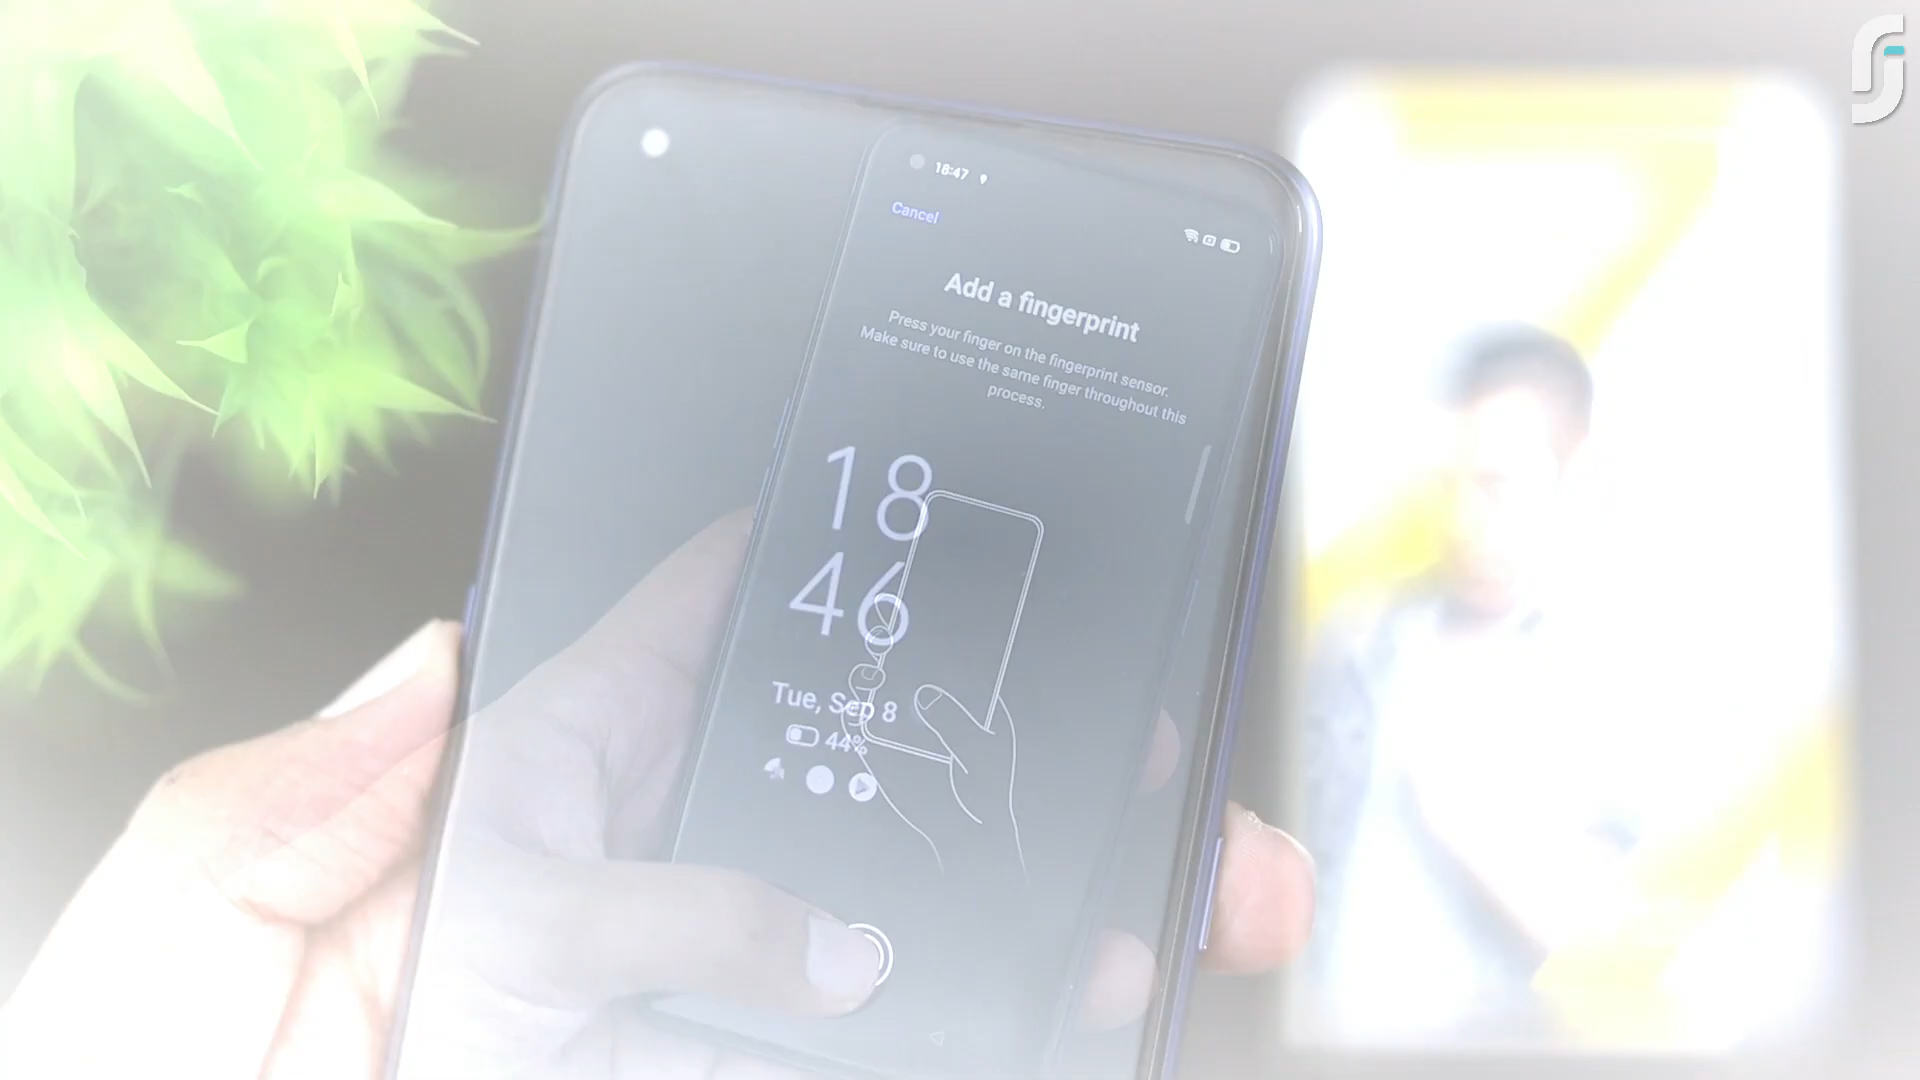 18:47
Cancel
Add a fingerprint
Press your finger on the fingerprint sensor.
Make sure to use the same finger throughout this
process.
18
46
Tue, Sep 8
44%